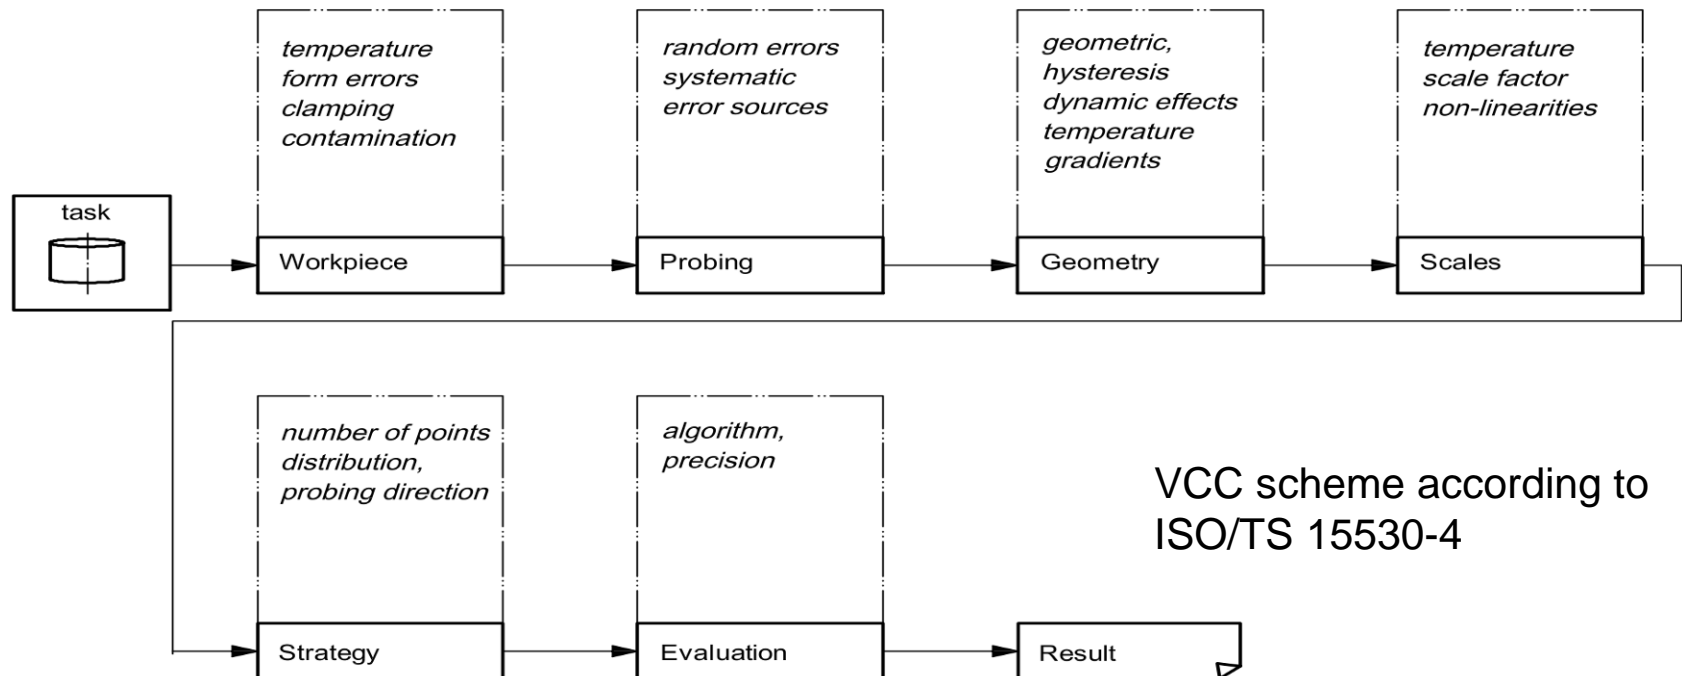 temperature
form errors
clamping
contamination
random errors
systematic
error sources
geometric,
hysteresis
dynamic effects
temperature
gradients
temperature
scale factor
non-linearities
task
Workpiece
Probing
Geometry
Scales
number of points
distribution,
probing direction
algorithm,
precision
VCC scheme according to
ISO/TS 15530-4
Strategy
Evaluation
Result